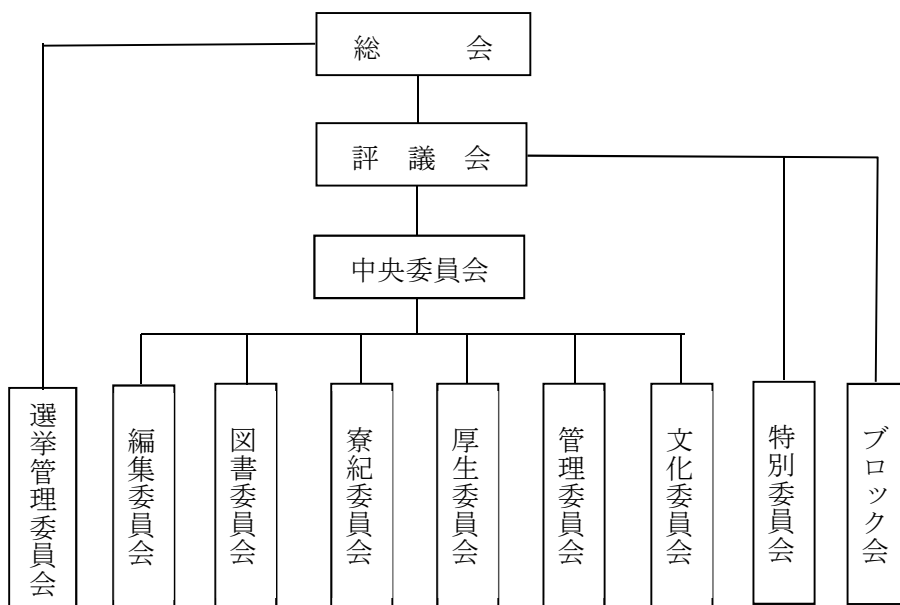 総会
評議会
中央委員会
選挙管理委員会
編集委員会
図書委員会
寮紀委員会
厚生委員会
管理委員会
文化委員会
特別委員会
ブロック会